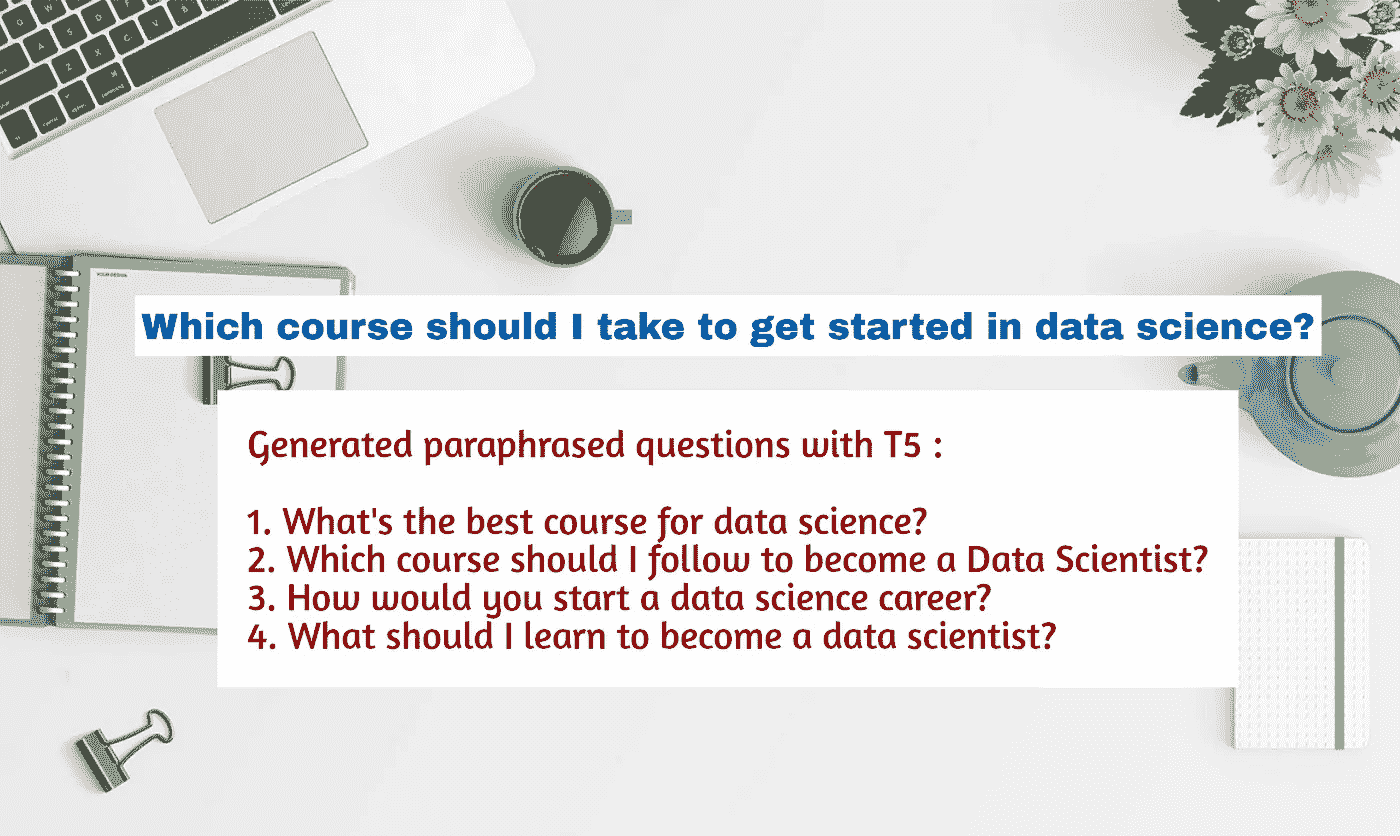 Which course should I take to get started in data science?
Generated paraphrased questions with T5 :
1. What's the best course for data science?
2. Which course should I follow to become a Data Scientist?
3. How would you start a data science career?
4. What should I learn to become a data scientist?